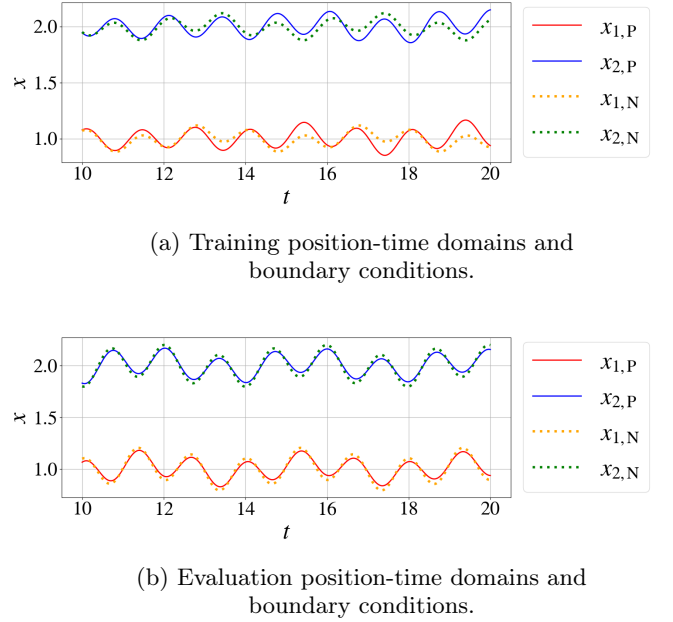 2.0
1.5
1.0
x
10
12
14
16
18
20
t
x1,P
x2,P
x1,N
x2,N
(a) Training position-time domains and
boundary conditions.
2.0
1.5
1.0
x
10
12
14
16
18
20
t
x1,P
x2,P
x1,N
x2,N
(b) Evaluation position-time domains and
boundary conditions.